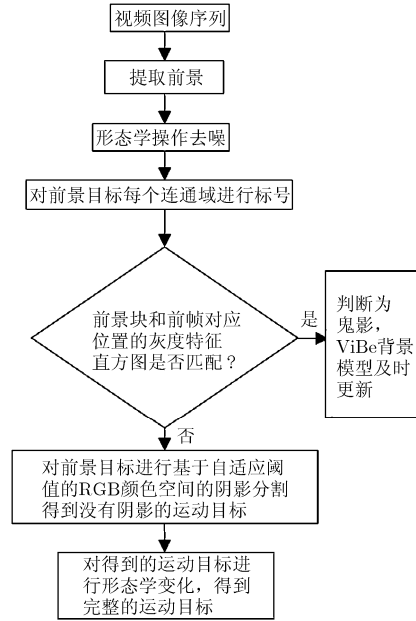 视频图像序列
提取前景
形态学操作去噪
对前景目标每个连通域进行标号
前景块和前帧对应
位置的灰度特征
直方图是否匹配？
是
判断为
鬼影，
ViBe背景
模型及时
更新
否
对前景目标进行基于自适应阈
值的RGB颜色空间的阴影分割
得到没有阴影的运动目标
对得到的运动目标进
行形态学变化，得到
完整的运动目标